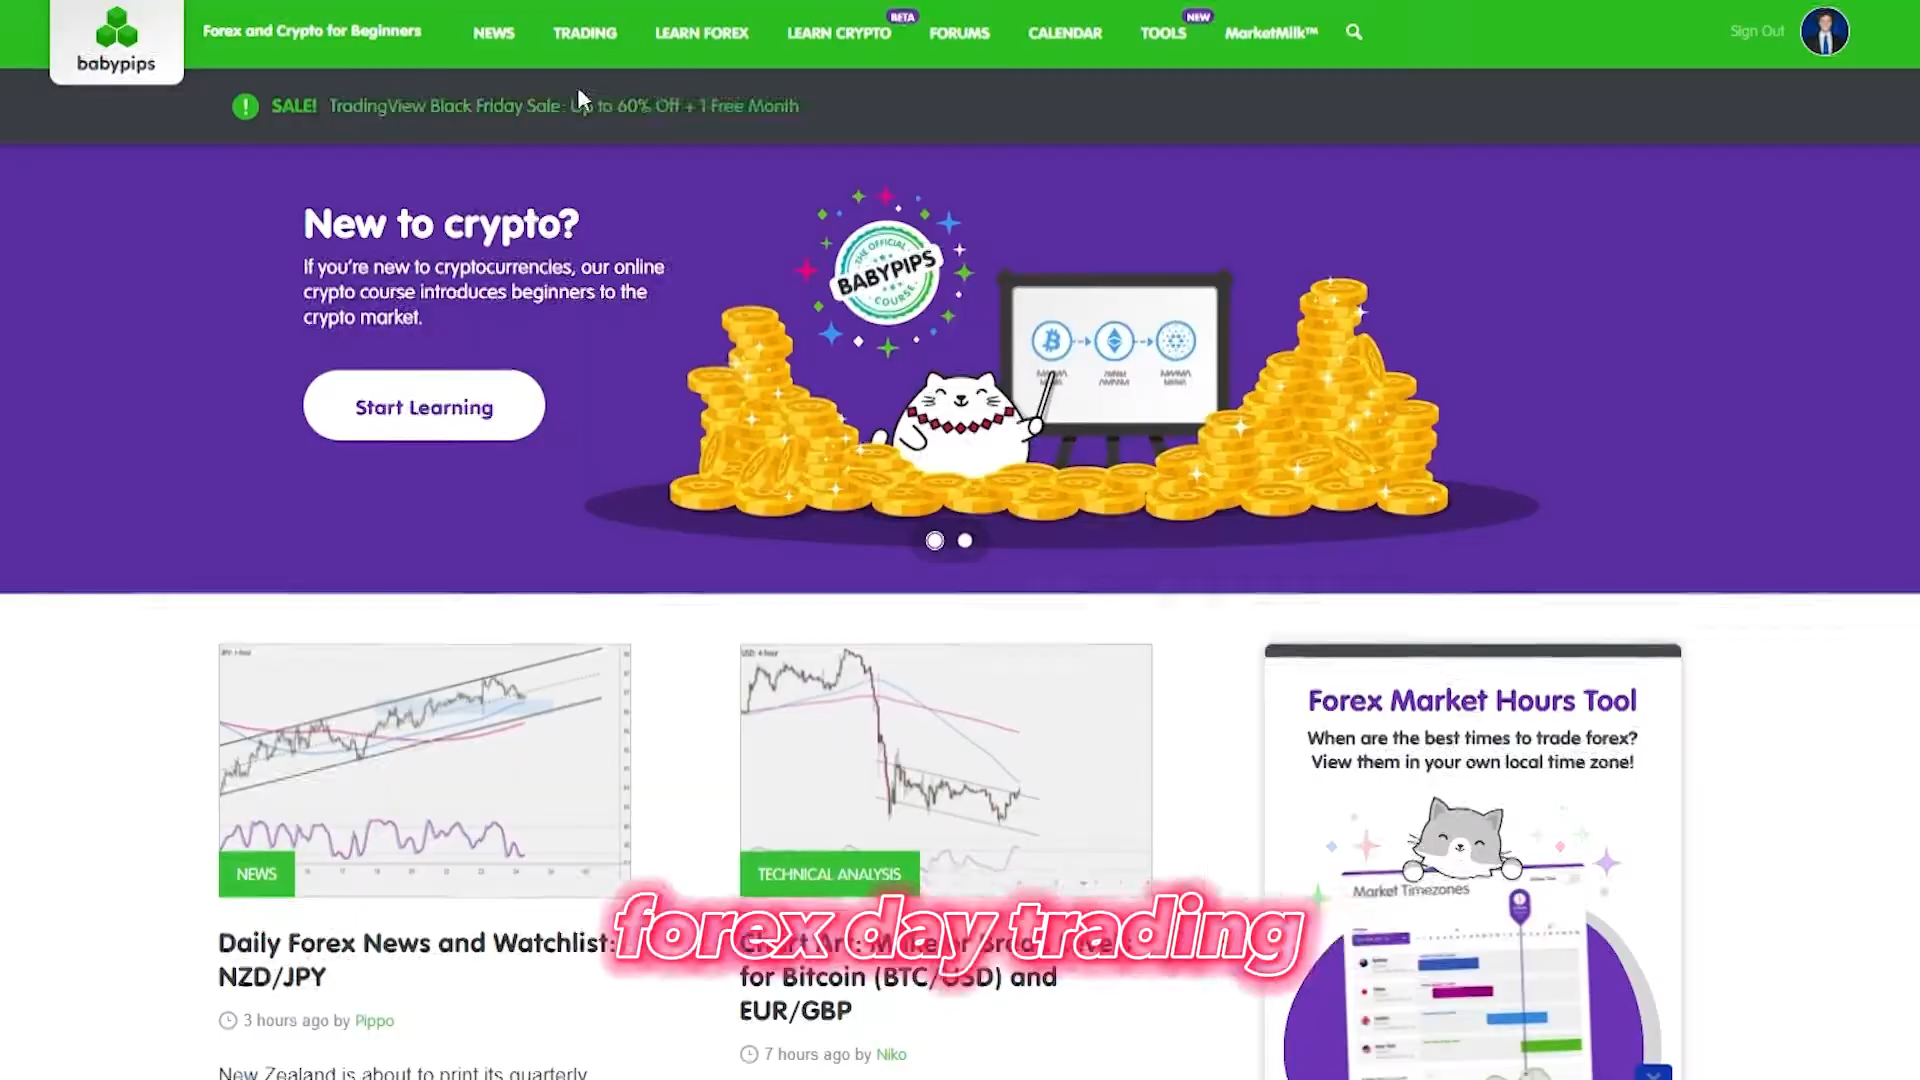 babypips
Forex and Crypto for Beginners
NEWS
TRADING
LEARN FOREX
LEARN CRYPTO
BETA
FORUMS
CALENDAR
TOOLS
NEW
MarketMilk™
Sign Out
SALE! TradingView Black Friday Sale: Up to 60% Off + 1 Free Month
New to crypto?
If you're new to cryptocurrencies, our online
crypto course introduces beginners to the
crypto market.
Start Learning
THE OFFICIAL
BABYPIPS
COURSE
NEWS
Daily Forex News and Watchlist:
NZD/JPY
3 hours ago by Pippo
New Zealand is about to print its quarterly
TECHNICAL ANALYSIS
Chart Art: Make or Break Levels
for Bitcoin (BTC/USD) and
EUR/GBP
7 hours ago by Niko
forex day trading
Forex Market Hours Tool
When are the best times to trade forex?
View them in your own local time zone!
Market Timezones